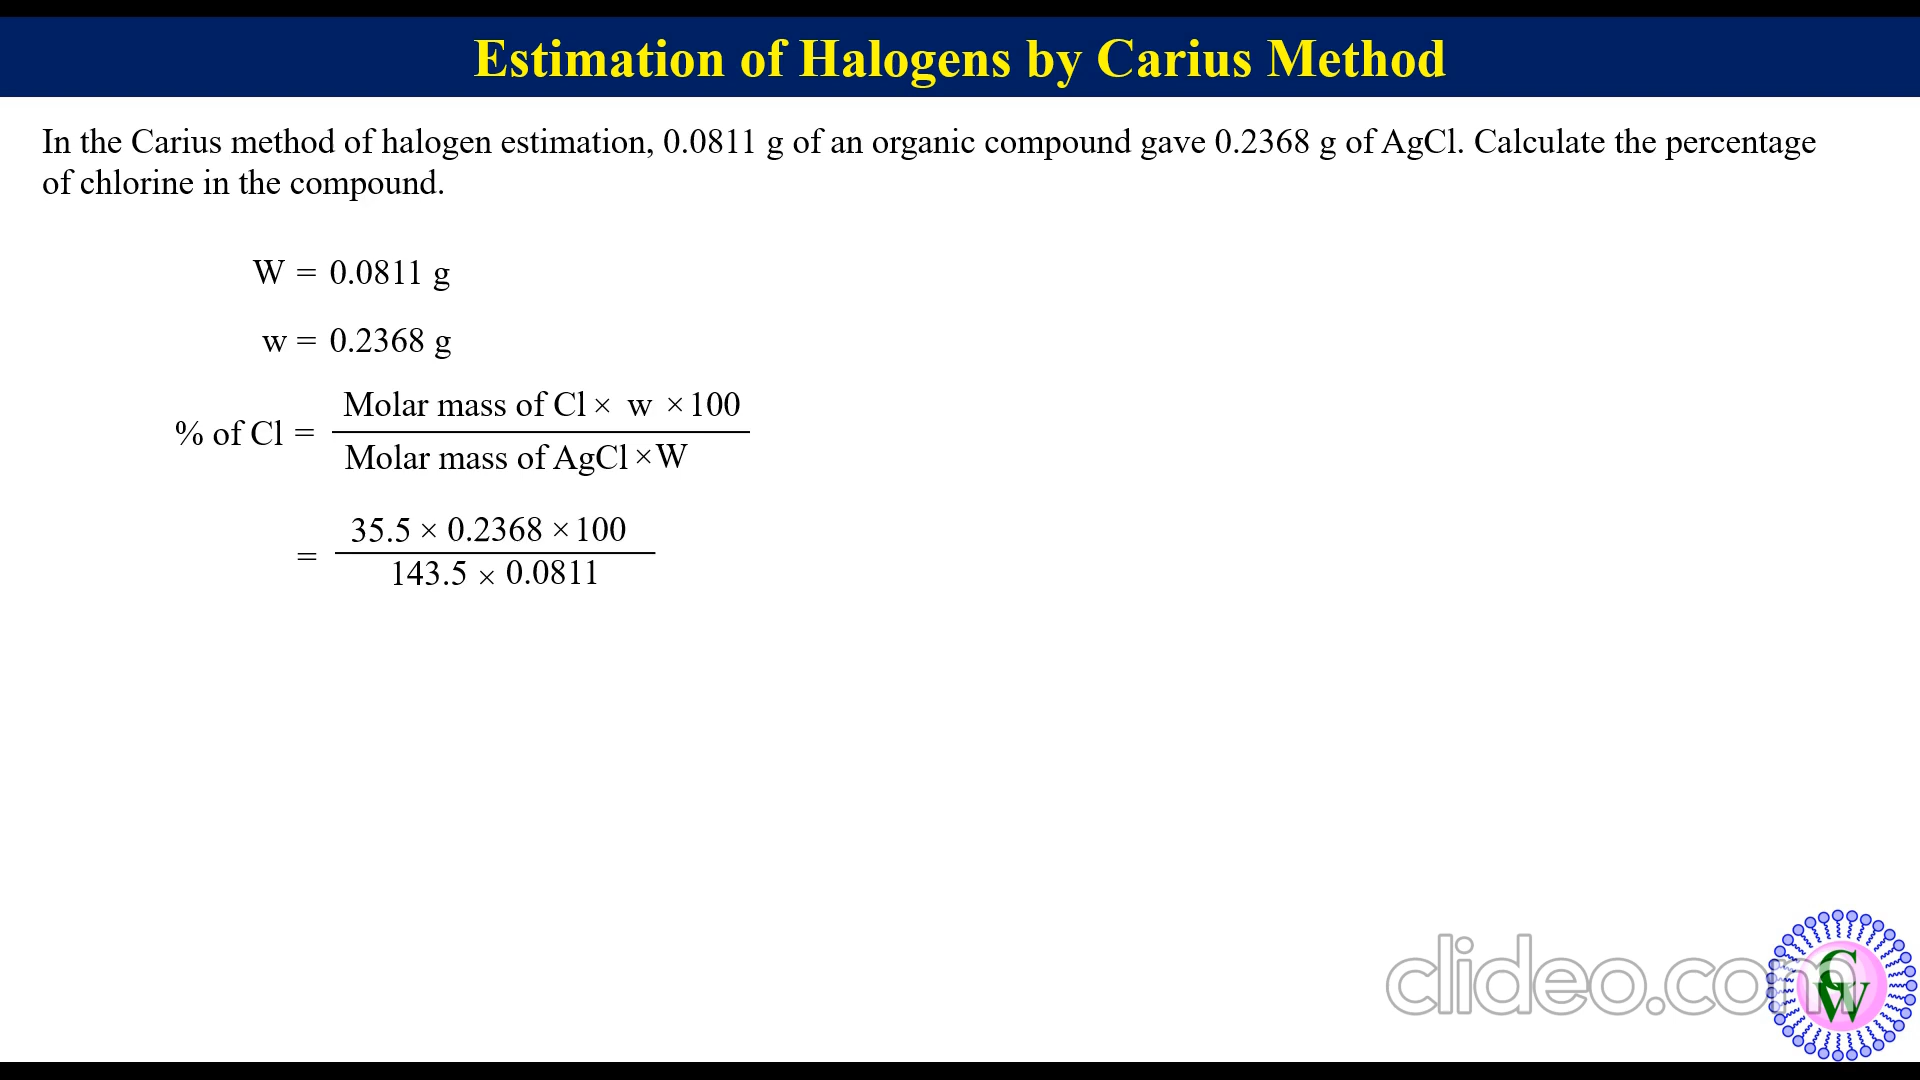 Estimation of Halogens by Carius Method
In the Carius method of halogen estimation, 0.0811 g of an organic compound gave 0.2368 g of AgCl. Calculate the percentage
of chlorine in the compound.
W = 0.0811 g
w = 0.2368 g
Molar mass of Cl × w × 100
% of Cl =
Molar mass of AgCl × W
35.5 × 0.2368 × 100
=
143.5 × 0.0811
clideo.com
CW